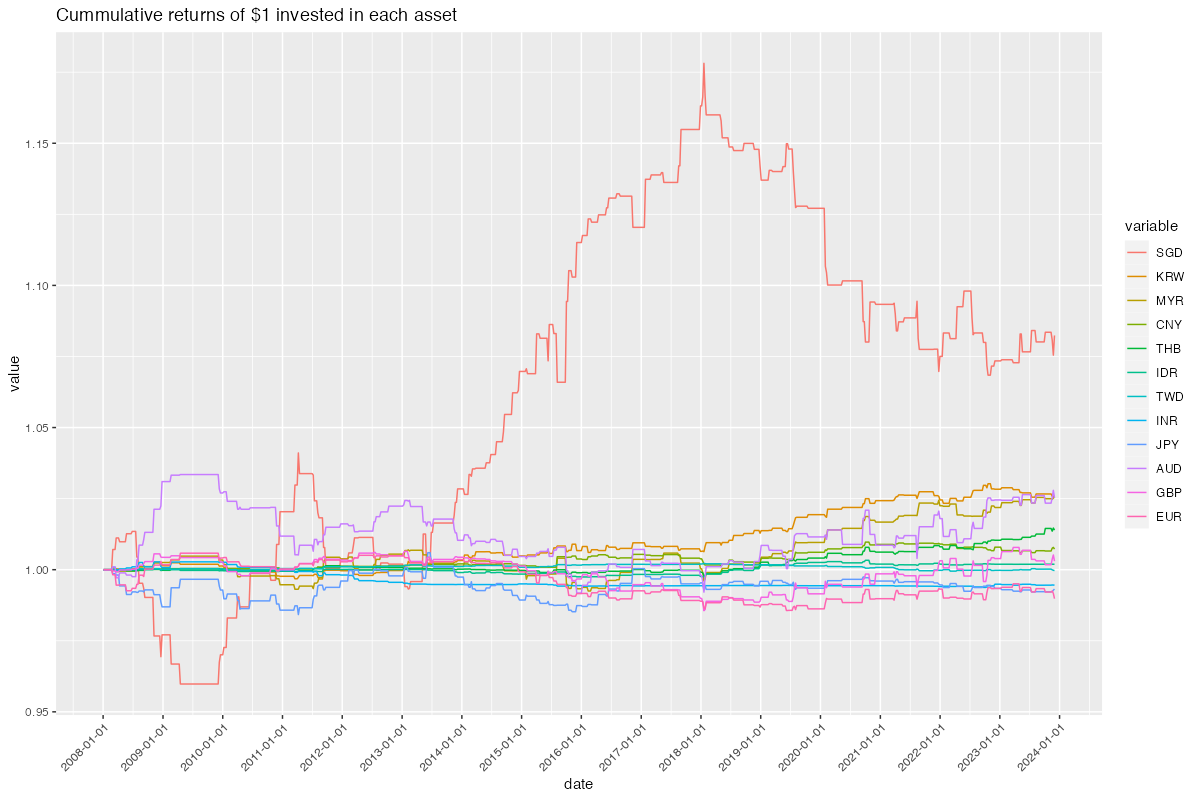 Cummulative returns of $1 invested in each asset
value
1.15
1.10
1.05
1.00
0.95
2008-01-01
2009-01-01
2010-01-01
2011-01-01
2012-01-01
2013-01-01
2014-01-01
2015-01-01
2016-01-01
2017-01-01
2018-01-01
2019-01-01
2020-01-01
2021-01-01
2022-01-01
2023-01-01
2024-01-01
date
variable
SGD
KRW
MYR
CNY
THB
IDR
TWD
INR
JPY
AUD
GBP
EUR